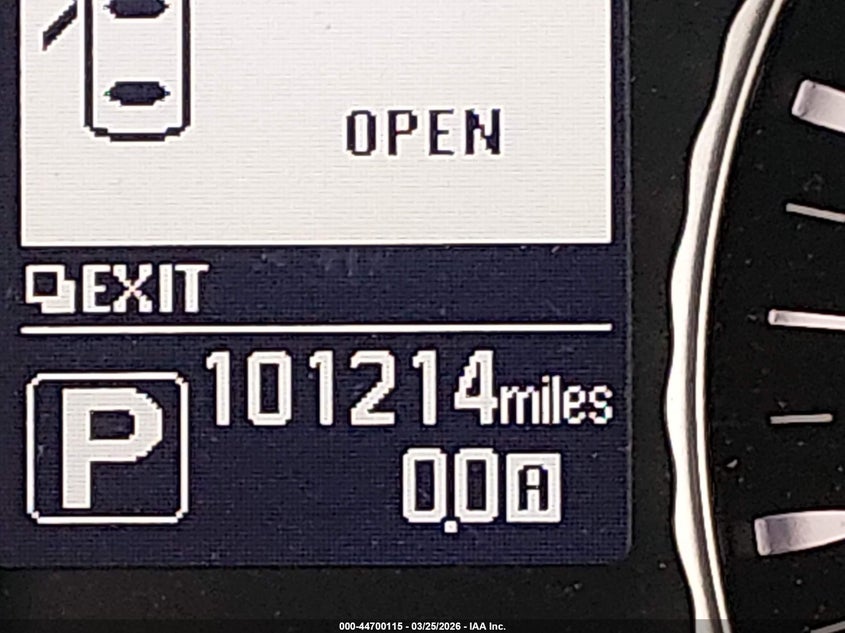 OPEN
EXIT
P
101214miles
0.0A
000-44700115 - 03/25/2026 - IAA Inc.